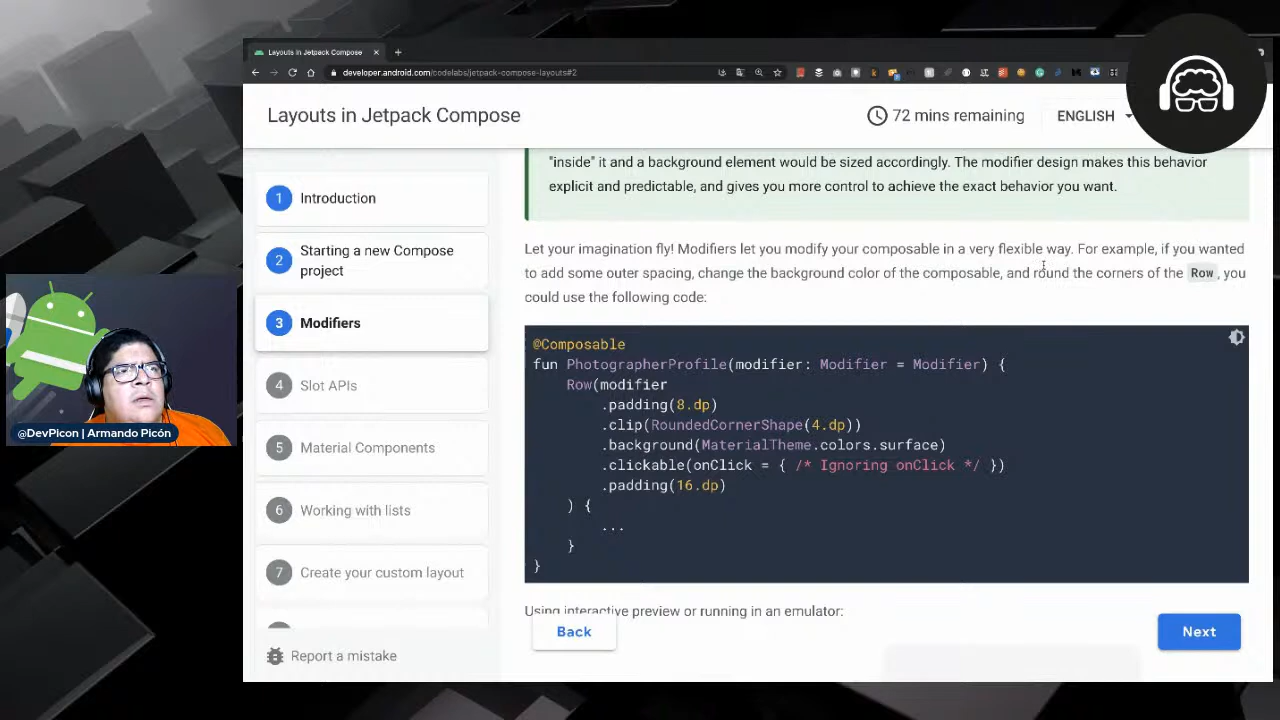 Layouts in Jetpack Compose
developer.android.com/codelabs/jetpack-compose-layouts#2
Layouts in Jetpack Compose
72 mins remaining
ENGLISH
1 Introduction
2 Starting a new Compose
project
3 Modifiers
4 Slot APIs
5 Material Components
6 Working with lists
7 Create your custom layout
Report a mistake
"inside" it and a background element would be sized accordingly. The modifier design makes this behavior
explicit and predictable, and gives you more control to achieve the exact behavior you want.
Let your imagination fly! Modifiers let you modify your composable in a very flexible way. For example, if you wanted
to add some outer spacing, change the background color of the composable, and round the corners of the Row, you
could use the following code:
@Composable
fun PhotographerProfile(modifier: Modifier = Modifier) {
Row(modifier
.padding(8.dp)
.clip(RoundedCornerShape(4.dp))
.background(MaterialTheme.colors.surface)
.clickable(onClick = { /* Ignoring onClick */ })
.padding(16.dp)
) {
...
}
}
Using interactive preview or running in an emulator:
Back
Next
@DevPicon | Armando Picón